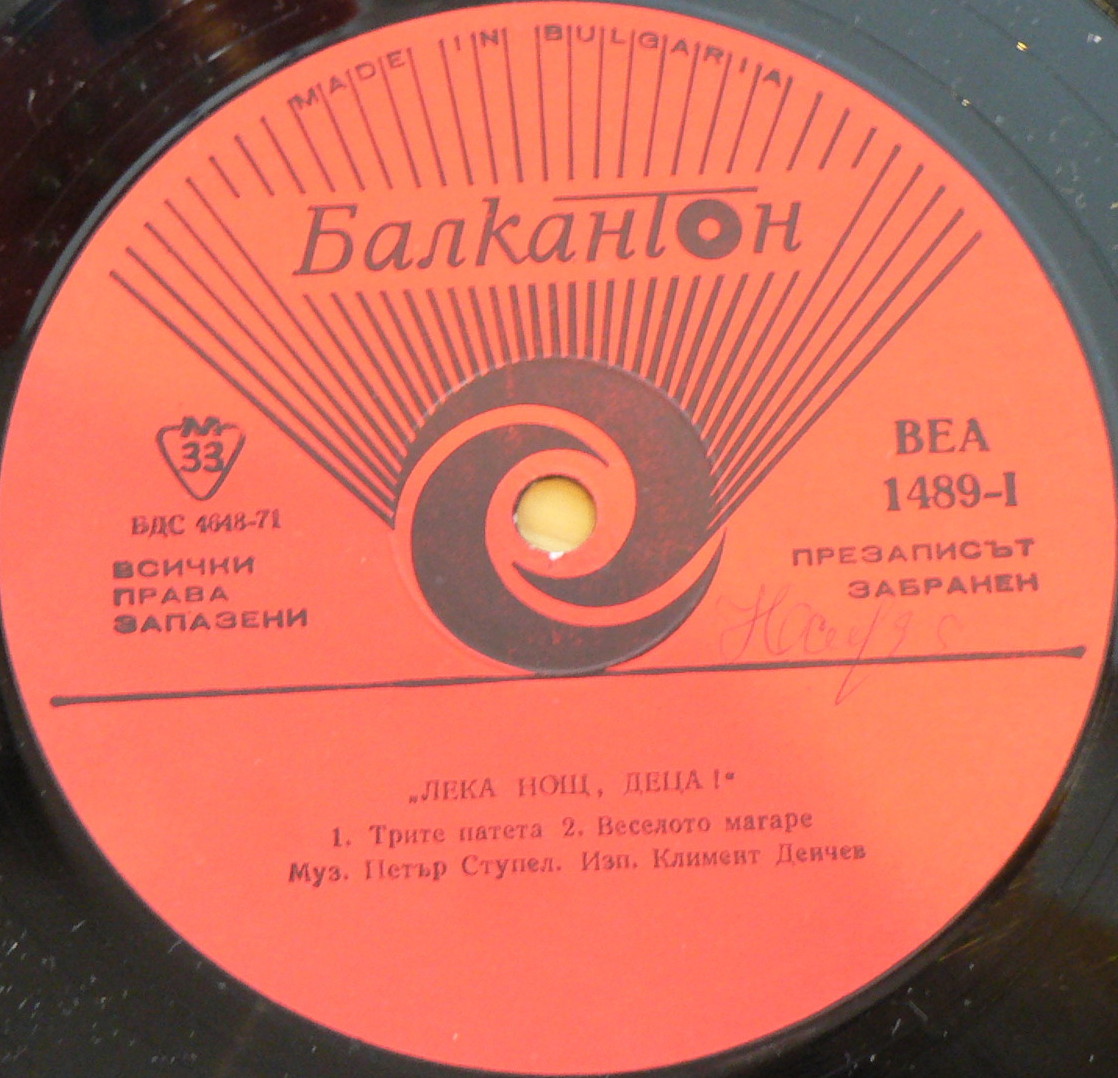 MADE IN BULGARIA
Балкантон
М
33
БДС 4648-71
ВСИЧКИ
ПРАВА
ЗАПАЗЕНИ
ВЕА
1489-I
ПРЕЗАПИСЪТ
ЗАБРАНЕН
„ЛЕКА НОЩ, ДЕЦА!“
1. Трите патета 2. Веселото магаре
Муз. Петър Ступел. Изп. Климент Денчев